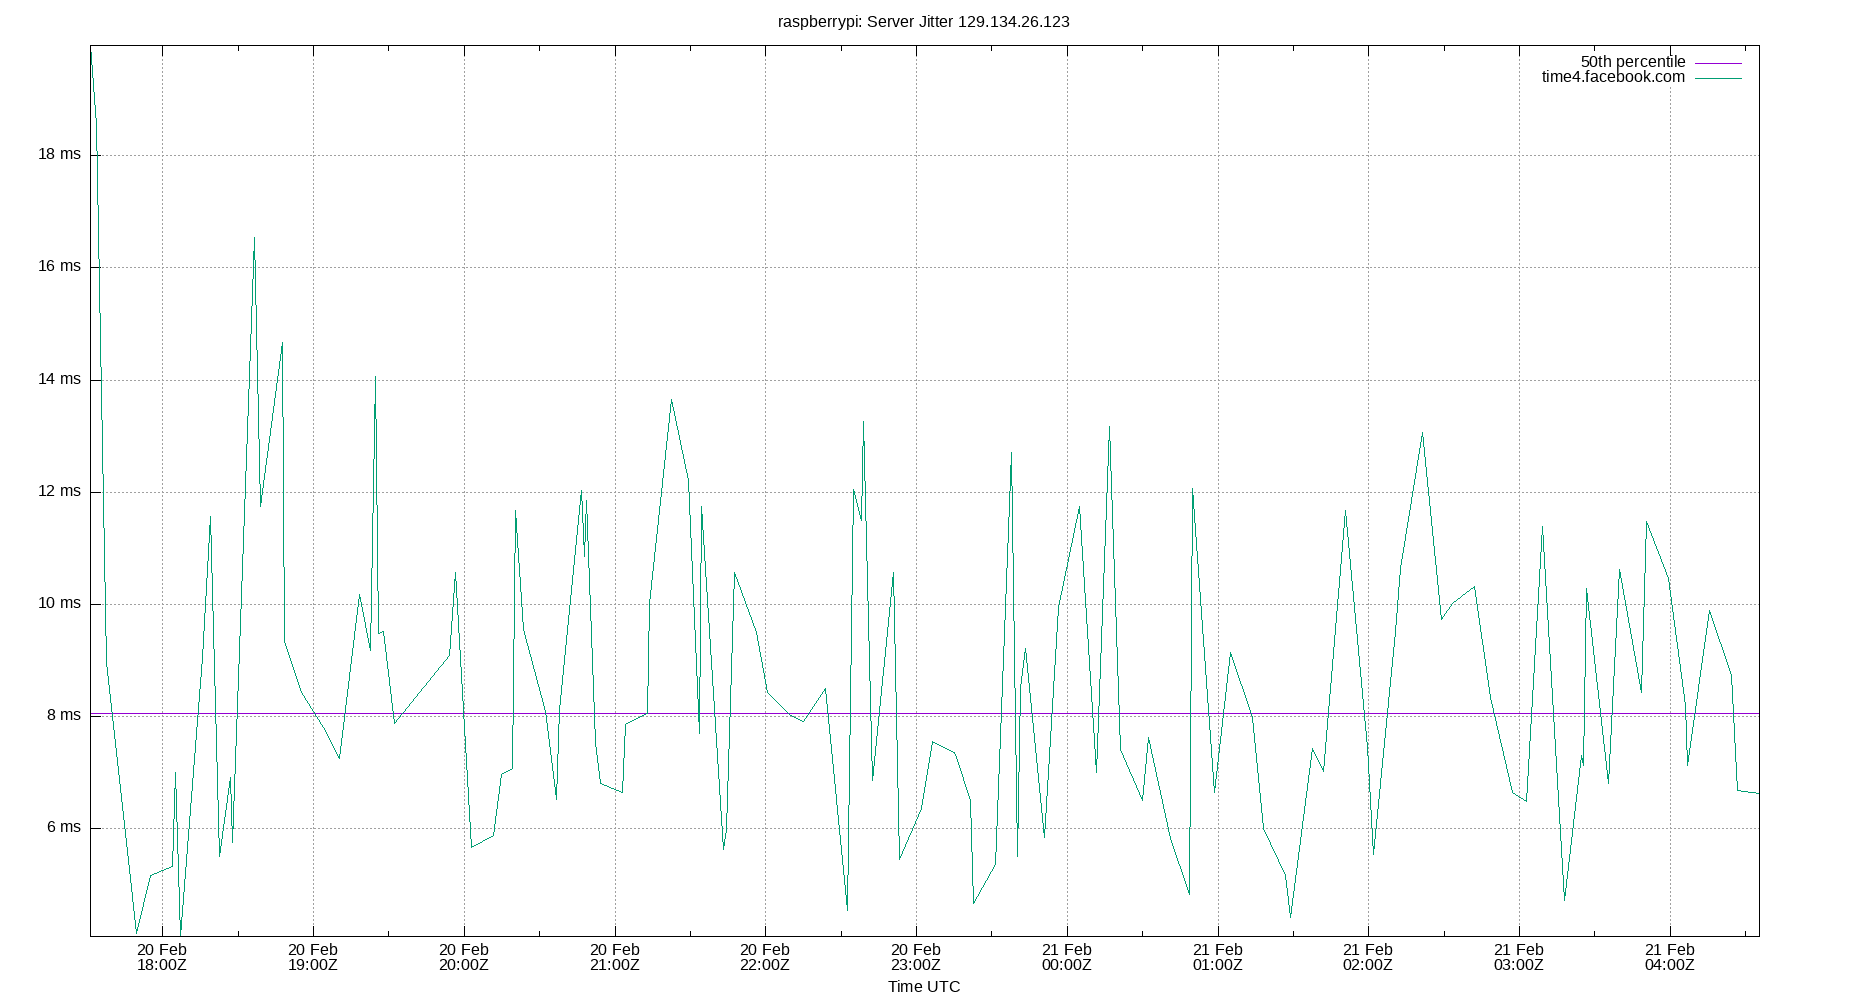 raspberrypi: Server Jitter 129.134.26.123
50th percentile
time4.facebook.com
18 ms
16 ms
14 ms
12 ms
10 ms
8 ms
6 ms
20 Feb 20 Feb 20 Feb 20 Feb 20 Feb 20 Feb 21 Feb 21 Feb 21 Feb 21 Feb 21 Feb
18:00Z 19:00Z 20:00Z 21:00Z 22:00Z 23:00Z 00:00Z 01:00Z 02:00Z 03:00Z 04:00Z
Time UTC